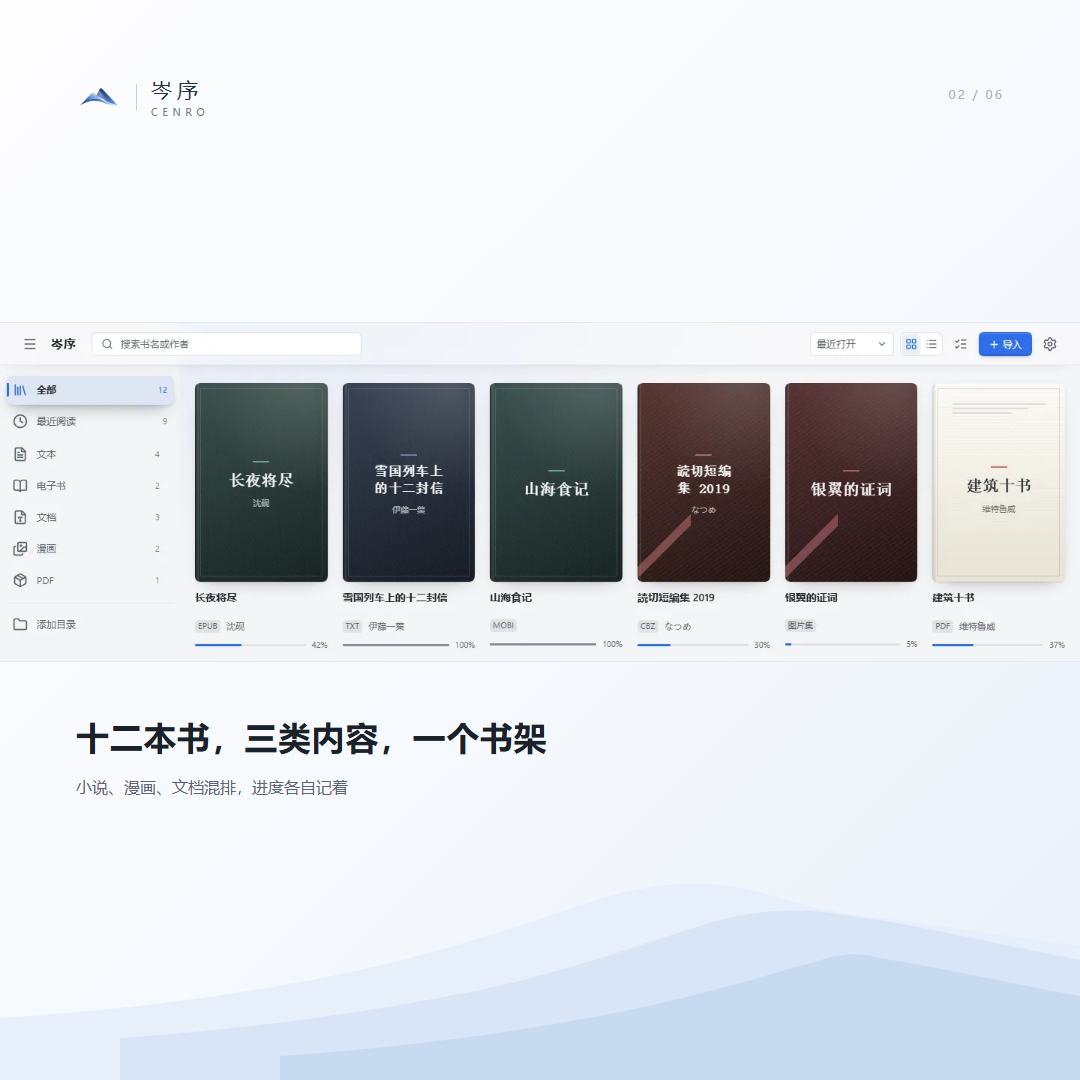 岑序
CENRO
02 / 06
岑序
搜索书名或作者
最近打开
导入
全部 12
最近阅读 9
文本 4
电子书 2
文档 3
漫画 2
PDF 1
添加目录
长夜将尽
沈砚
雪国列车上
的十二封信
伊藤一葉
山海食记
読切短編
集 2019
なつめ
银翼的证词
建筑十书
维特鲁威
长夜将尽
EPUB 沈砚
42%
雪国列车上的十二封信
TXT 伊藤一葉
100%
山海食记
MOBI
100%
読切短編集 2019
CBZ なつめ
30%
银翼的证词
图片集
5%
建筑十书
PDF 维特鲁威
37%
十二本书，三类内容，一个书架
小说、漫画、文档混排，进度各自记着